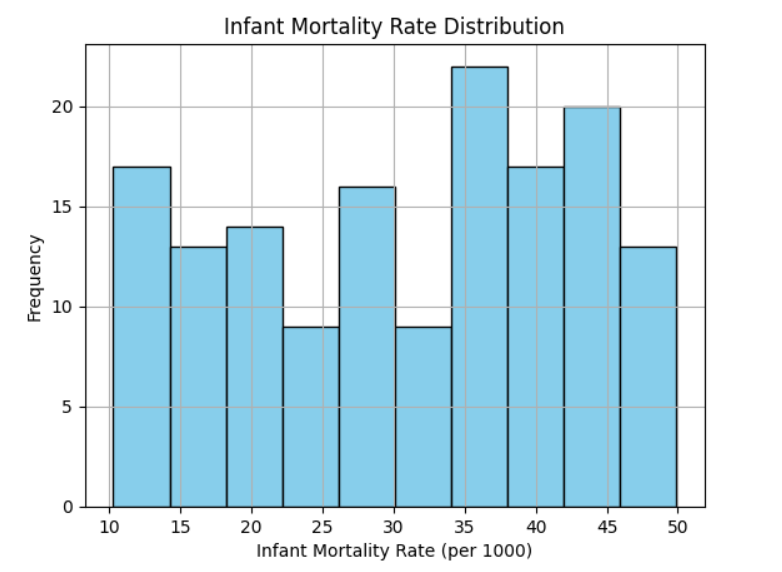 Infant Mortality Rate Distribution
20
15
10
5
0
Frequency
10 15 20 25 30 35 40 45 50
Infant Mortality Rate (per 1000)